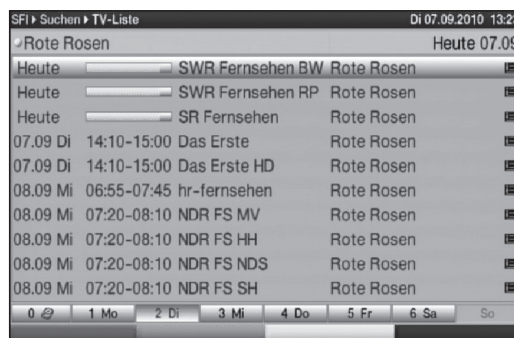 SFI ▸ Suchen ▸ TV-Liste Di 07.09.2010 13:23
Rote Rosen Heute 07.09
Heute SWR Fernsehen BW Rote Rosen
Heute SWR Fernsehen RP Rote Rosen
Heute SR Fernsehen Rote Rosen
07.09 Di 14:10-15:00 Das Erste Rote Rosen
07.09 Di 14:10-15:00 Das Erste HD Rote Rosen
08.09 Mi 06:55-07:45 hr-fernsehen Rote Rosen
08.09 Mi 07:20-08:10 NDR FS MV Rote Rosen
08.09 Mi 07:20-08:10 NDR FS HH Rote Rosen
08.09 Mi 07:20-08:10 NDR FS NDS Rote Rosen
08.09 Mi 07:20-08:10 NDR FS SH Rote Rosen
0 1 Mo 2 Di 3 Mi 4 Do 5 Fr 6 Sa So